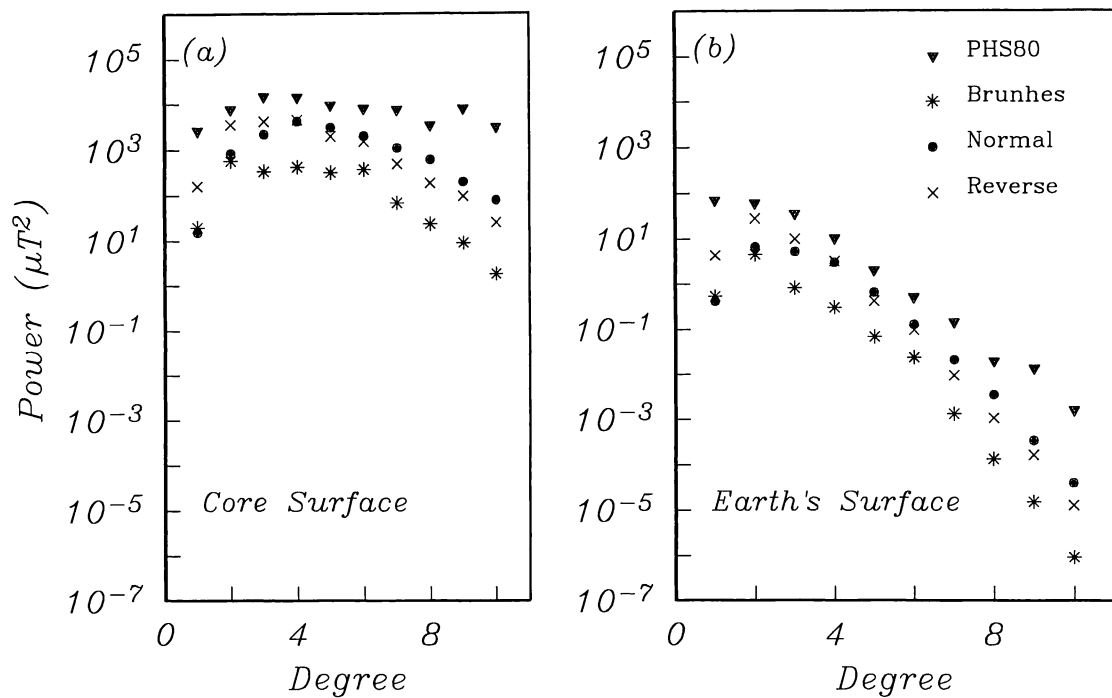 (a)
10^5
10^3
10^1
10^-1
10^-3
10^-5
10^-7
Power (μT^2)
Core Surface
0 4 8
Degree
(b)
PHS80
Brunhes
Normal
Reverse
10^5
10^3
10^1
10^-1
10^-3
10^-5
10^-7
Earth's Surface
0 4 8
Degree